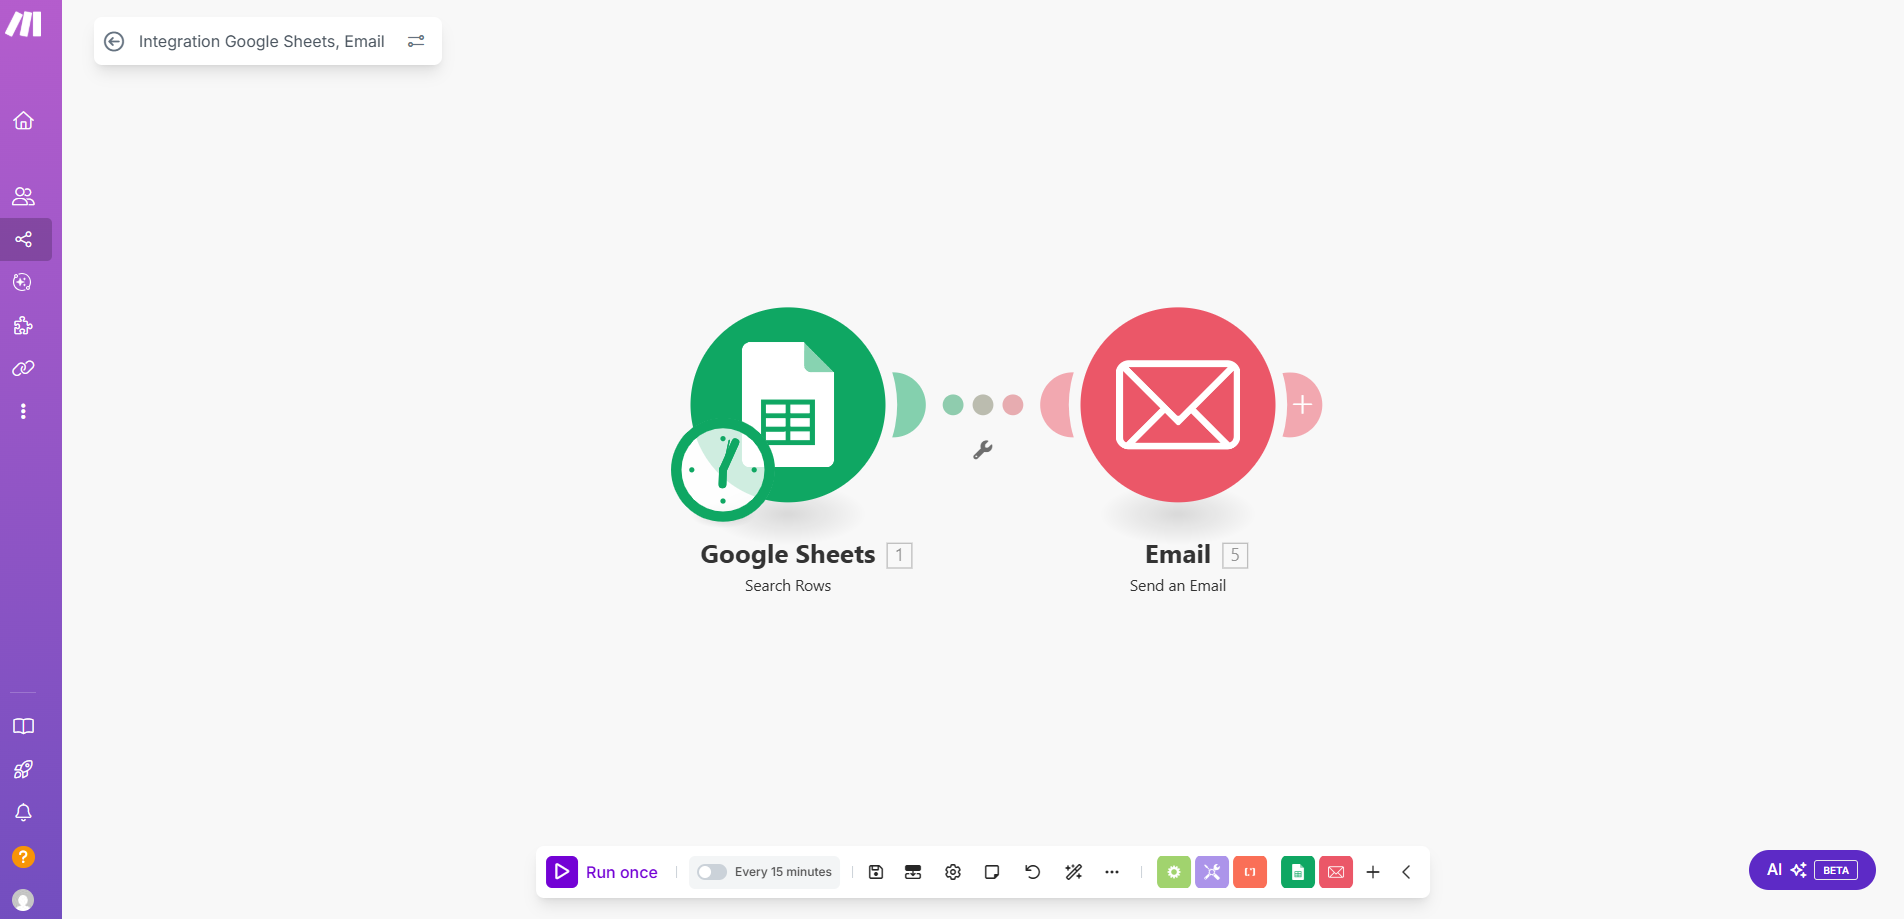 Integration Google Sheets, Email
Google Sheets 1
Search Rows
Email 5
Send an Email
Run once
Every 15 minutes
AI BETA